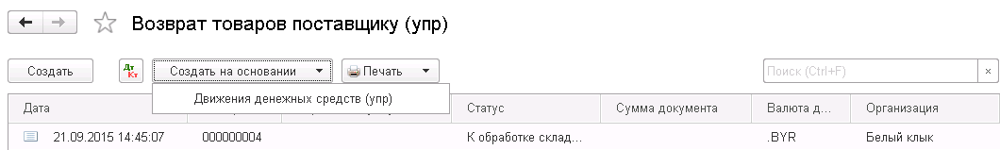 Возврат товаров поставщику (упр)
Создать Дт Кт Создать на основании Печать Поиск (Ctrl+F) ×
Движения денежных средств (упр)
Дата Статус Сумма документа Валюта д... Организация
21.09.2015 14:45:07 000000004 К обработке склад... .BYR Белый клык